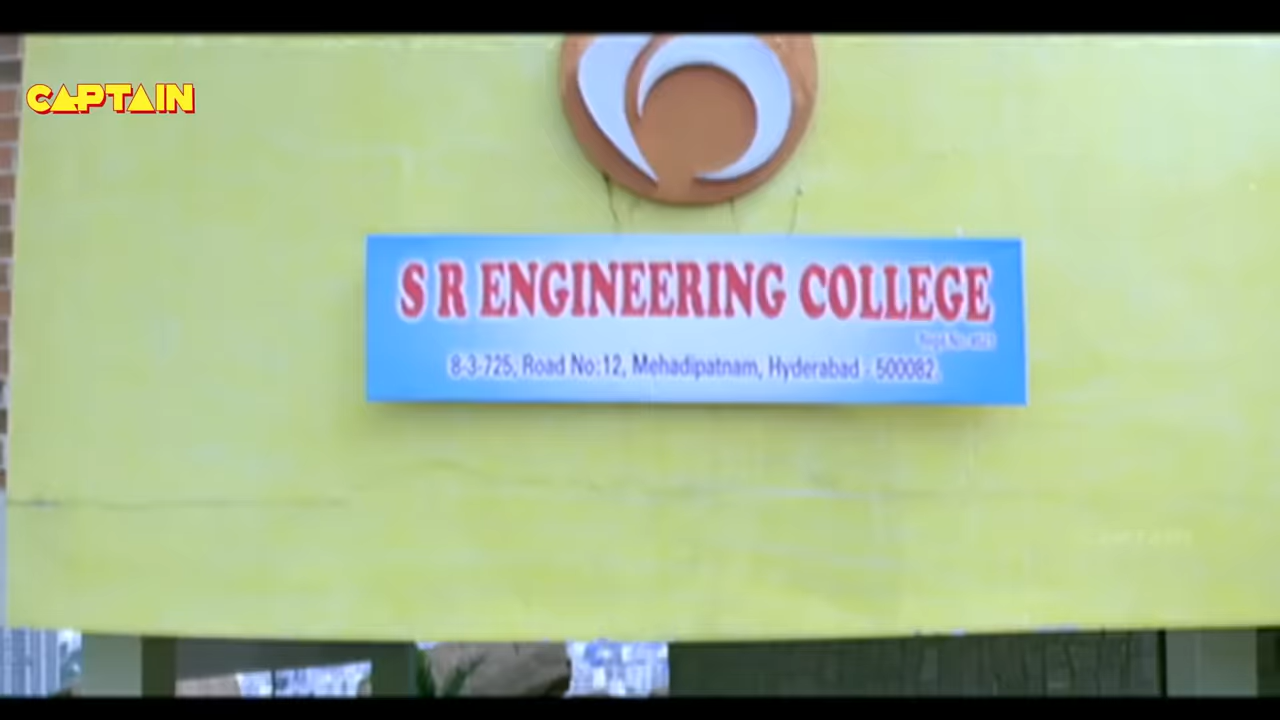 CAPTAIN
S R ENGINEERING COLLEGE
8-3-725, Road No:12, Mehadipatnam, Hyderabad - 500082.